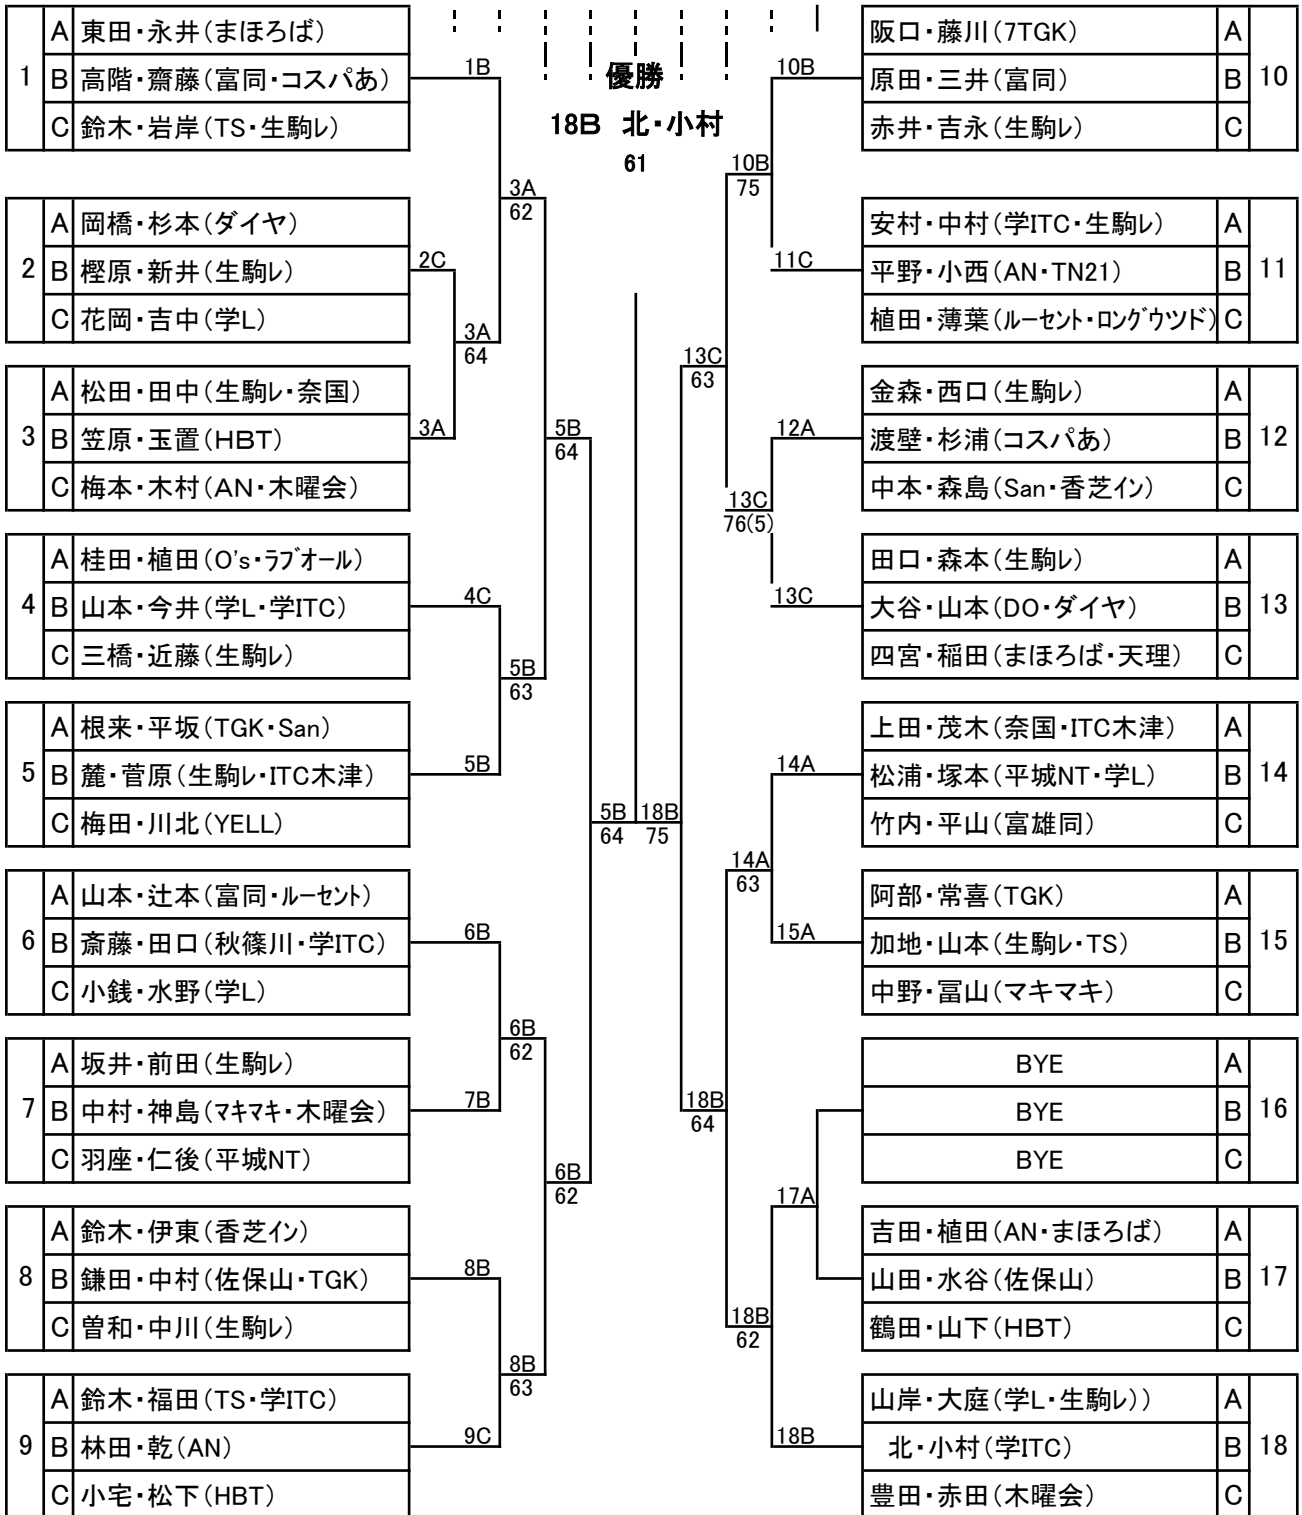 優勝
18B 北・小村
61
1
A 東田・永井(まほろば)
B 高階・齋藤(富同・コスパあ)
C 鈴木・岩岸(TS・生駒レ)
2
A 岡橋・杉本(ダイヤ)
B 樫原・新井(生駒レ)
C 花岡・吉中(学L)
3
A 松田・田中(生駒レ・奈国)
B 笠原・玉置(HBT)
C 梅本・木村(AN・木曜会)
4
A 桂田・植田(O's・ラブオール)
B 山本・今井(学L・学ITC)
C 三橋・近藤(生駒レ)
5
A 根来・平坂(TGK・San)
B 麓・菅原(生駒レ・ITC木津)
C 梅田・川北(YELL)
6
A 山本・辻本(富同・ルーセント)
B 斎藤・田口(秋篠川・学ITC)
C 小銭・水野(学L)
7
A 坂井・前田(生駒レ)
B 中村・神島(マキマキ・木曜会)
C 羽座・仁後(平城NT)
8
A 鈴木・伊東(香芝イン)
B 鎌田・中村(佐保山・TGK)
C 曽和・中川(生駒レ)
9
A 鈴木・福田(TS・学ITC)
B 林田・乾(AN)
C 小宅・松下(HBT)
1B
2C
3A
3A
64
3A
62
4C
5B
5B
63
5B
64
6B
7B
6B
62
8B
9C
8B
63
6B
62
5B
64
18B
75
10B
11C
10B
75
12A
13C
13C
76(5)
13C
63
14A
15A
14A
63
17A
18B
18B
62
18B
64
阪口・藤川(7TGK) A
原田・三井(富同) B
赤井・吉永(生駒レ) C
10
安村・中村(学ITC・生駒レ) A
平野・小西(AN・TN21) B
植田・薄葉(ルーセント・ロングウツド) C
11
金森・西口(生駒レ) A
渡壁・杉浦(コスパあ) B
中本・森島(San・香芝イン) C
12
田口・森本(生駒レ) A
大谷・山本(DO・ダイヤ) B
四宮・稲田(まほろば・天理) C
13
上田・茂木(奈国・ITC木津) A
松浦・塚本(平城NT・学L) B
竹内・平山(富雄同) C
14
阿部・常喜(TGK) A
加地・山本(生駒レ・TS) B
中野・冨山(マキマキ) C
15
BYE A
BYE B
BYE C
16
吉田・植田(AN・まほろば) A
山田・水谷(佐保山) B
鶴田・山下(HBT) C
17
山岸・大庭(学L・生駒レ)) A
北・小村(学ITC) B
豊田・赤田(木曜会) C
18